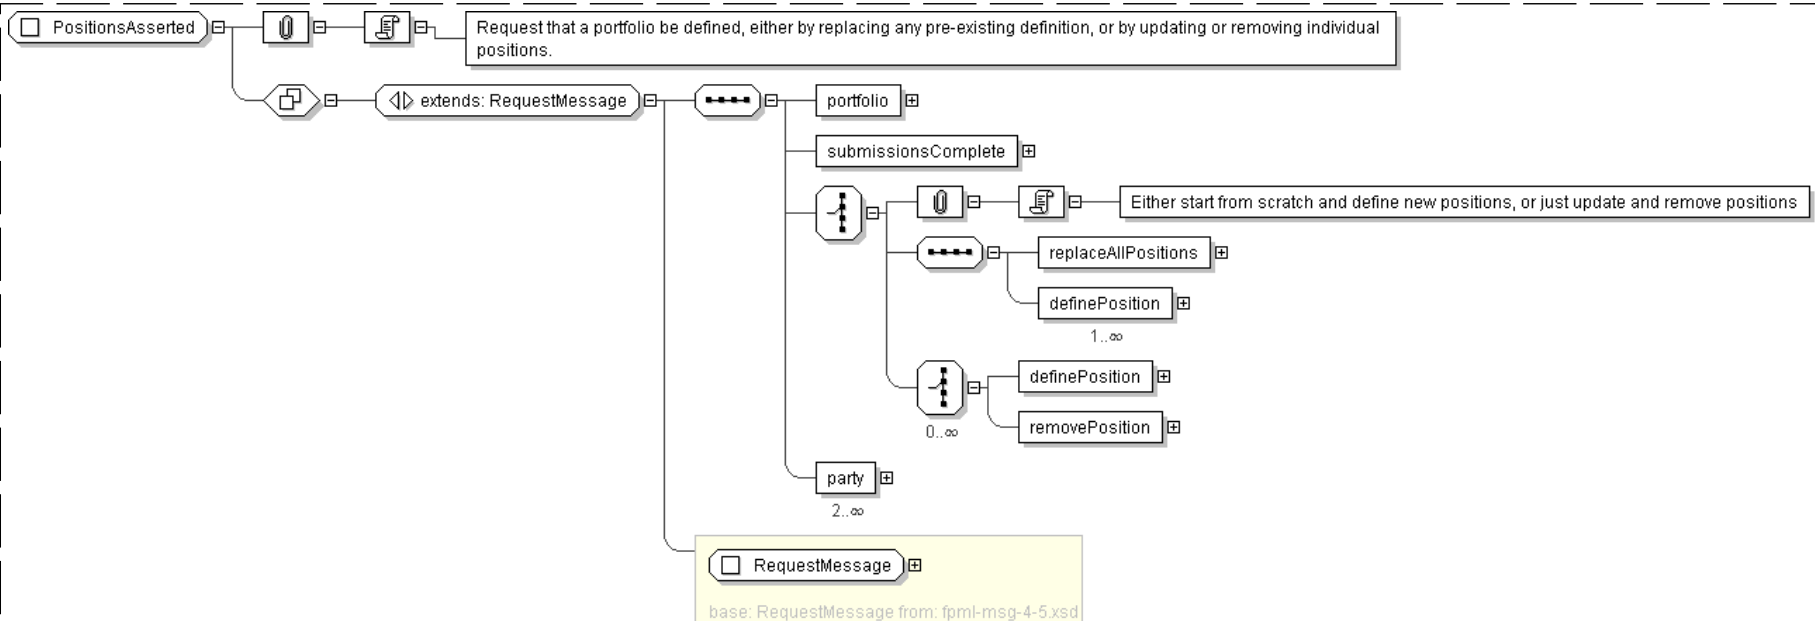 PositionsAsserted
Request that a portfolio be defined, either by replacing any pre-existing definition, or by updating or removing individual
positions.
extends: RequestMessage
portfolio
submissionsComplete
Either start from scratch and define new positions, or just update and remove positions
replaceAllPositions
definePosition
1..∞
definePosition
0..∞
removePosition
party
2..∞
RequestMessage
base: RequestMessage from: fpml-msg-4-5.xsd